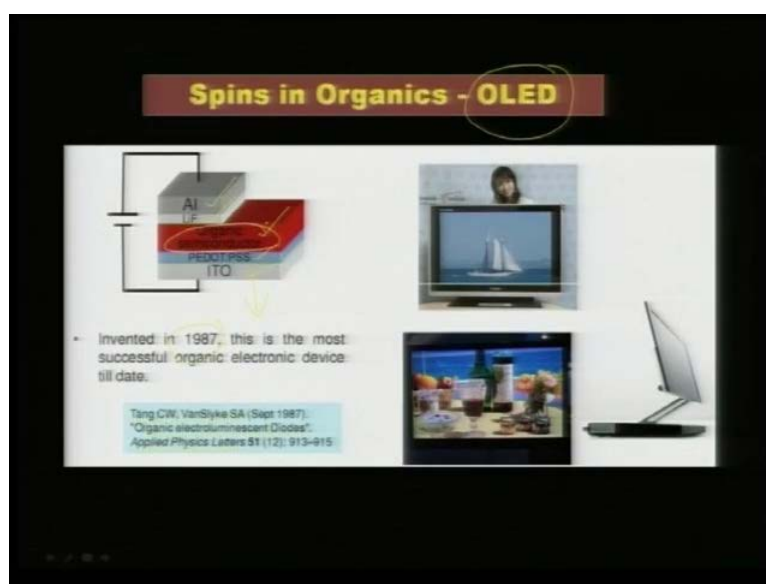 Spins in Organics - OLED
Al
LiF
organic
semiconductor
PEDOT:PSS
ITO
Invented in 1987, this is the most
successful organic electronic device
till date.
Tang CW, VanSlyke SA (Sept 1987).
"Organic electroluminescent Diodes".
Applied Physics Letters 51 (12): 913–915